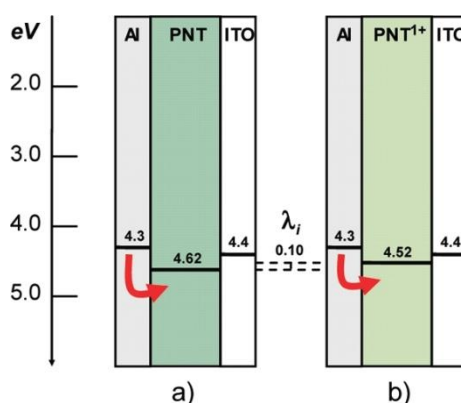 eV
2.0
3.0
4.0
5.0
Al PNT ITO
4.3
4.62
4.4
λi
0.10
Al PNT1+ ITO
4.3
4.52
4.4
a)
b)